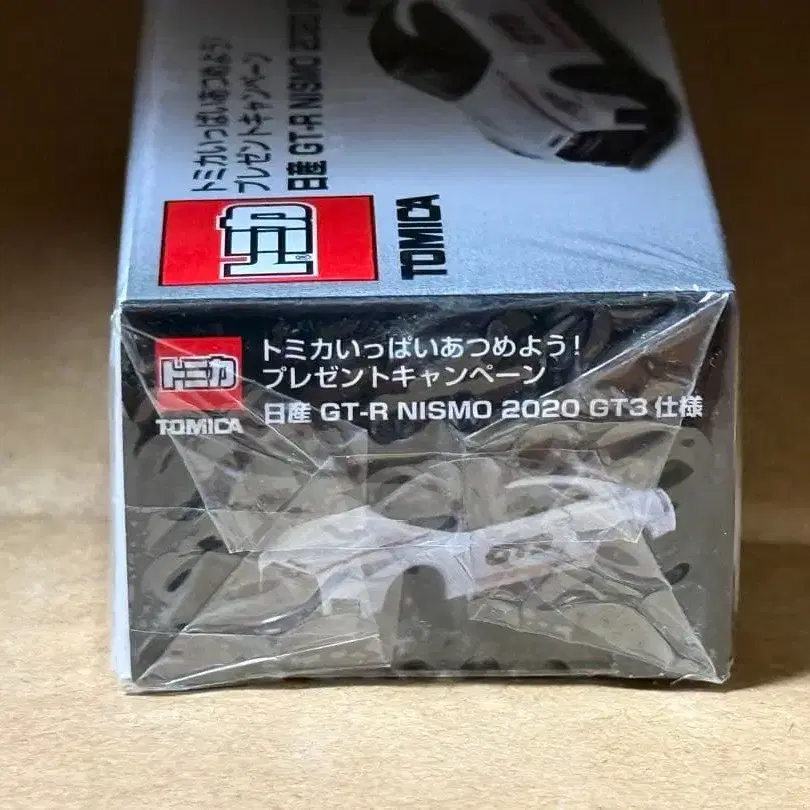 トミカいっぱいあつめよう!
プレゼントキャンペーン
日産 GT-R NISMO 2020
トミカ
TOMICA
トミカ
TOMICA
トミカいっぱいあつめよう!
プレゼントキャンペーン
日産 GT-R NISMO 2020 GT3 仕様